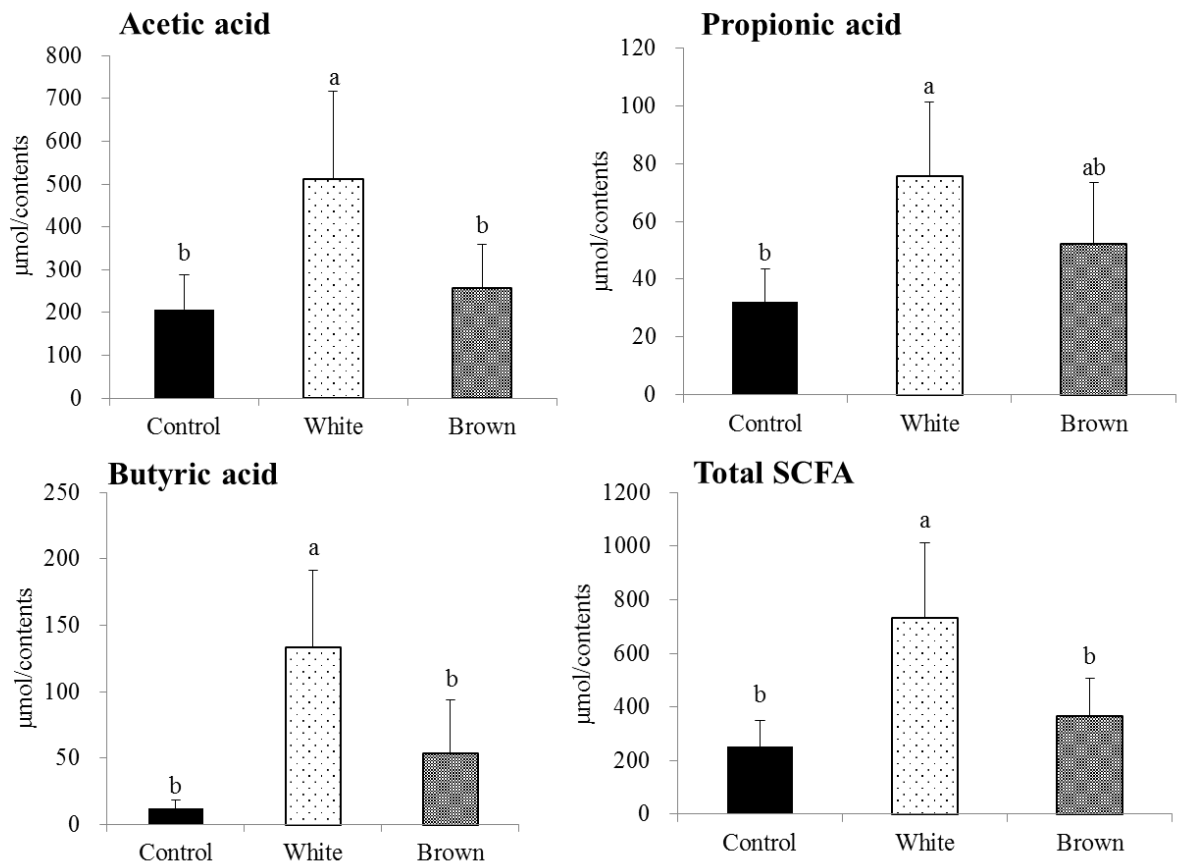 Acetic acid
800
700
600
500
400
300
200
100
0
µmol/contents
b
a
b
Control
White
Brown
Propionic acid
120
100
80
60
40
20
0
µmol/contents
b
a
ab
Control
White
Brown
Butyric acid
250
200
150
100
50
0
µmol/contents
b
a
b
Control
White
Brown
Total SCFA
1200
1000
800
600
400
200
0
µmol/contents
b
a
b
Control
White
Brown